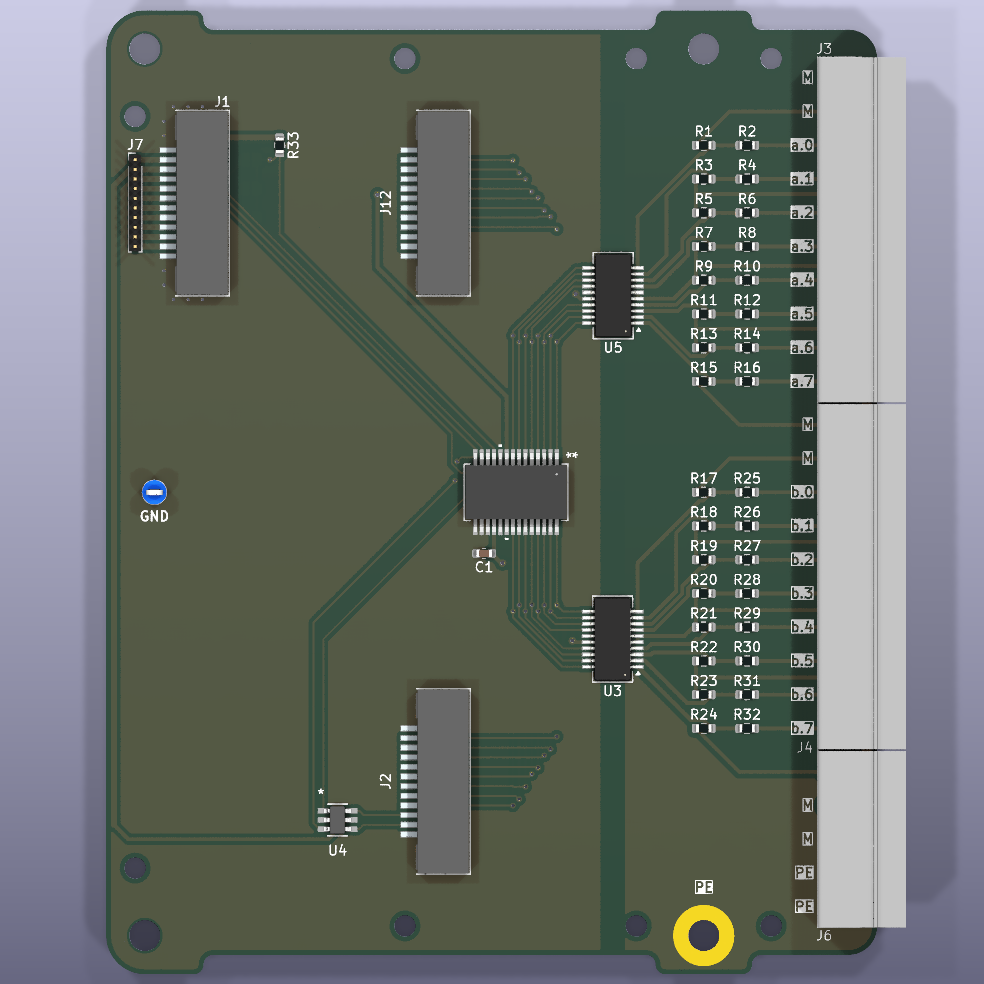 J3
M
J1
M
R1 R2
R33
a.0
J7
R3 R4
a.1
R5 R6
J12
a.2
R7 R8
a.3
R9 R10
a.4
R11 R12
a.5
R13 R14
U5
a.6
R15 R16
a.7
M
**
M
R17 R25
b.0
GND
R18 R26
b.1
R19 R27
b.2
C1
R20 R28
b.3
R21 R29
b.4
R22 R30
b.5
R23 R31
U3
b.6
R24 R32
b.7
J4
J2
*
M
M
U4
PE
PE
PE
J6